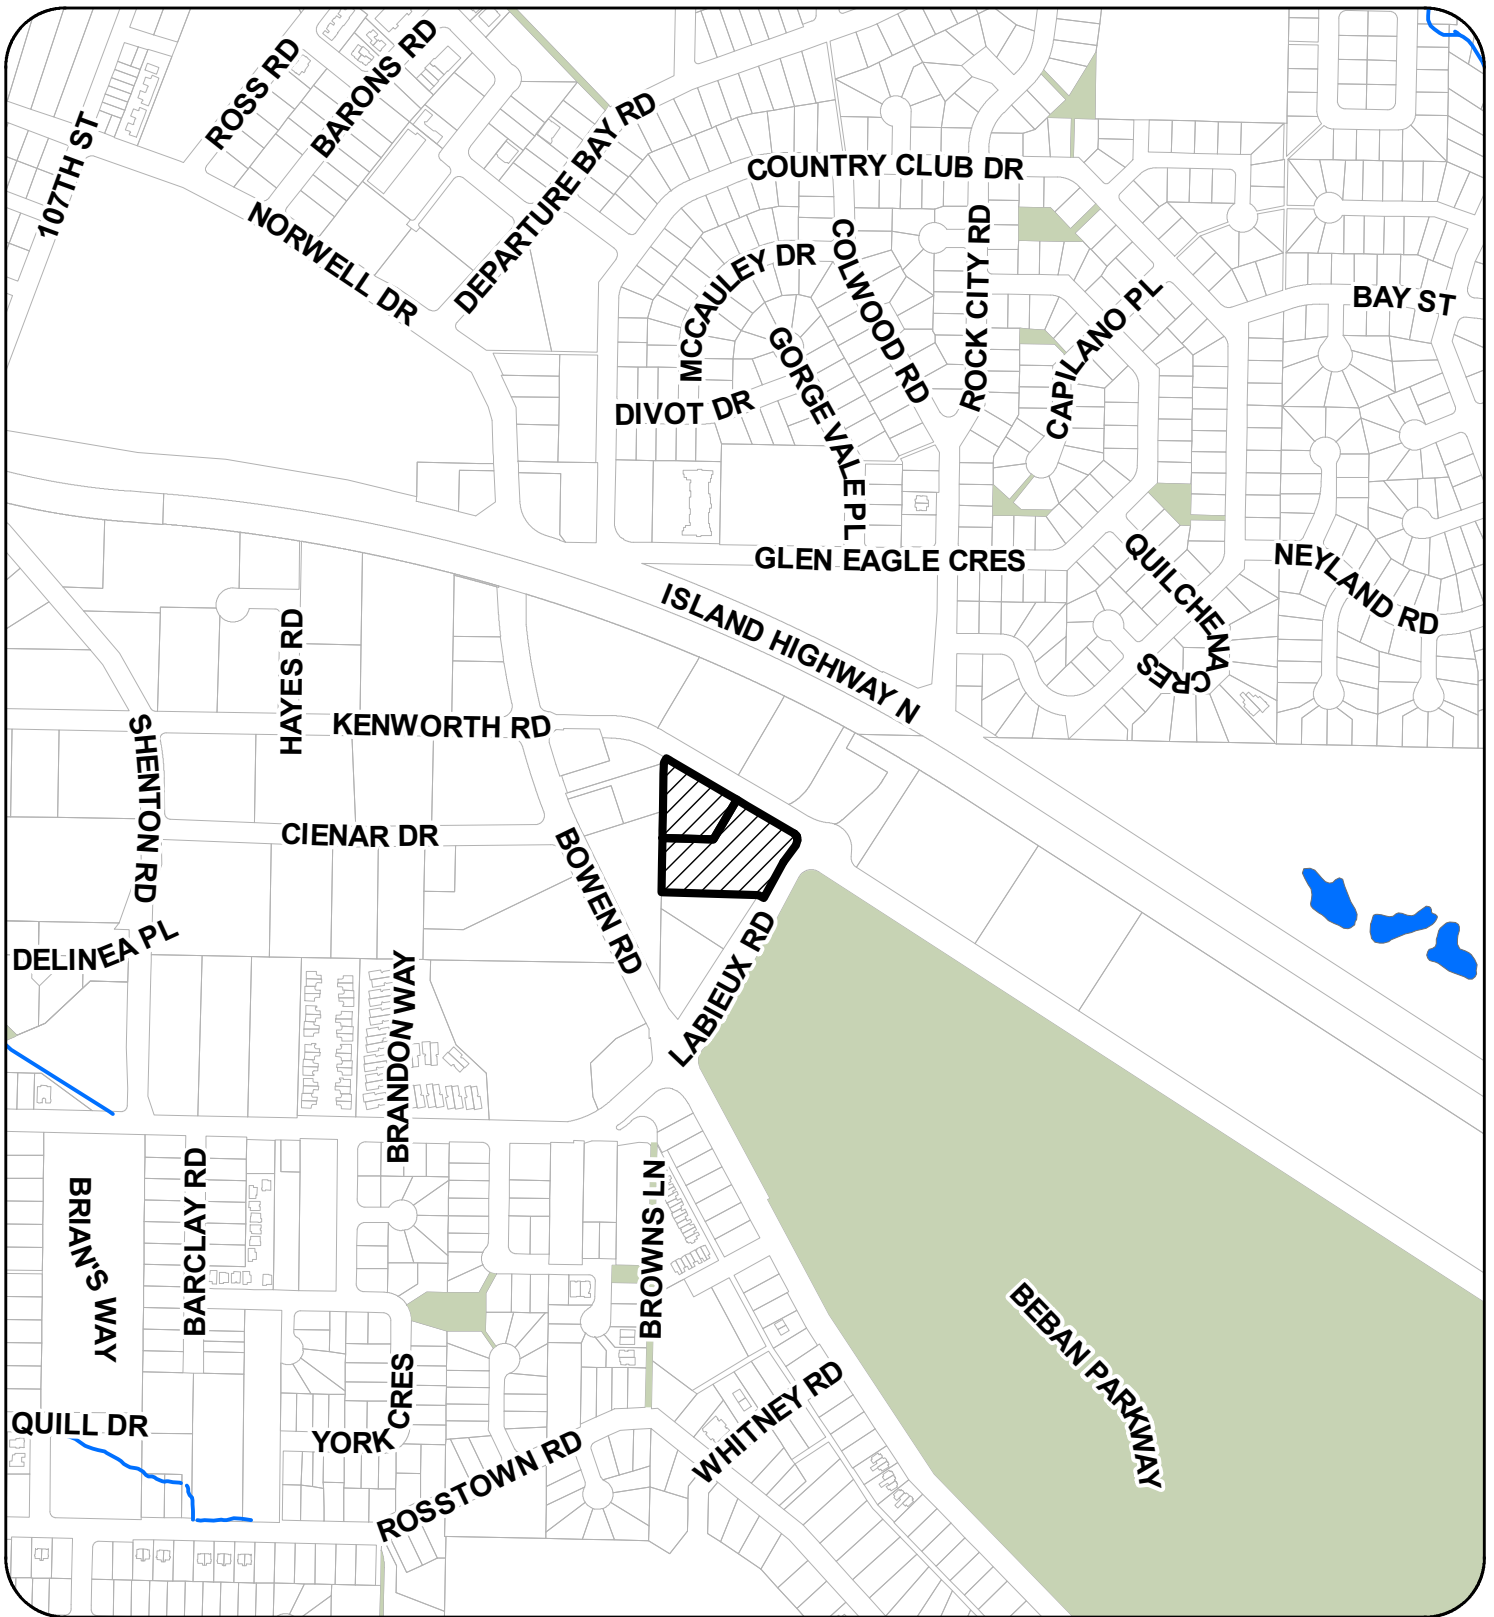 ROSS RD
BARONS RD
107TH ST
DEPARTURE BAY RD
COUNTRY CLUB DR
NORWELL DR
MCCAULEY DR
COLWOOD RD
ROCK CITY RD
CAPILANO PL
BAY ST
GORGE VALE PL
DIVOT DR
GLEN EAGLE CRES
QUILCHENA CRES
NEYLAND RD
ISLAND HIGHWAY N
HAYES RD
KENWORTH RD
SHENTON RD
CIENAR DR
BOWEN RD
DELINEA PL
LABIEUX RD
BRANDON WAY
BRIAN'S WAY
BARCLAY RD
BROWNS LN
BEBAN PARKWAY
YORK CRES
QUILL DR
WHITNEY RD
ROSSTOWN RD